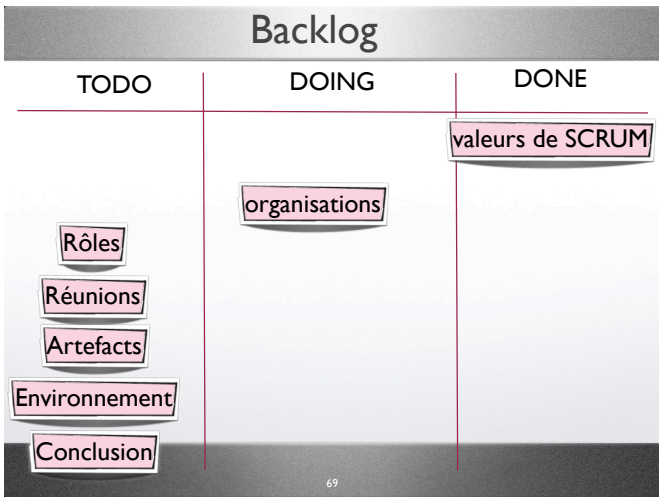 Backlog
TODO DOING DONE
valeurs de SCRUM
organisations
Rôles
Réunions
Artefacts
Environnement
Conclusion
69